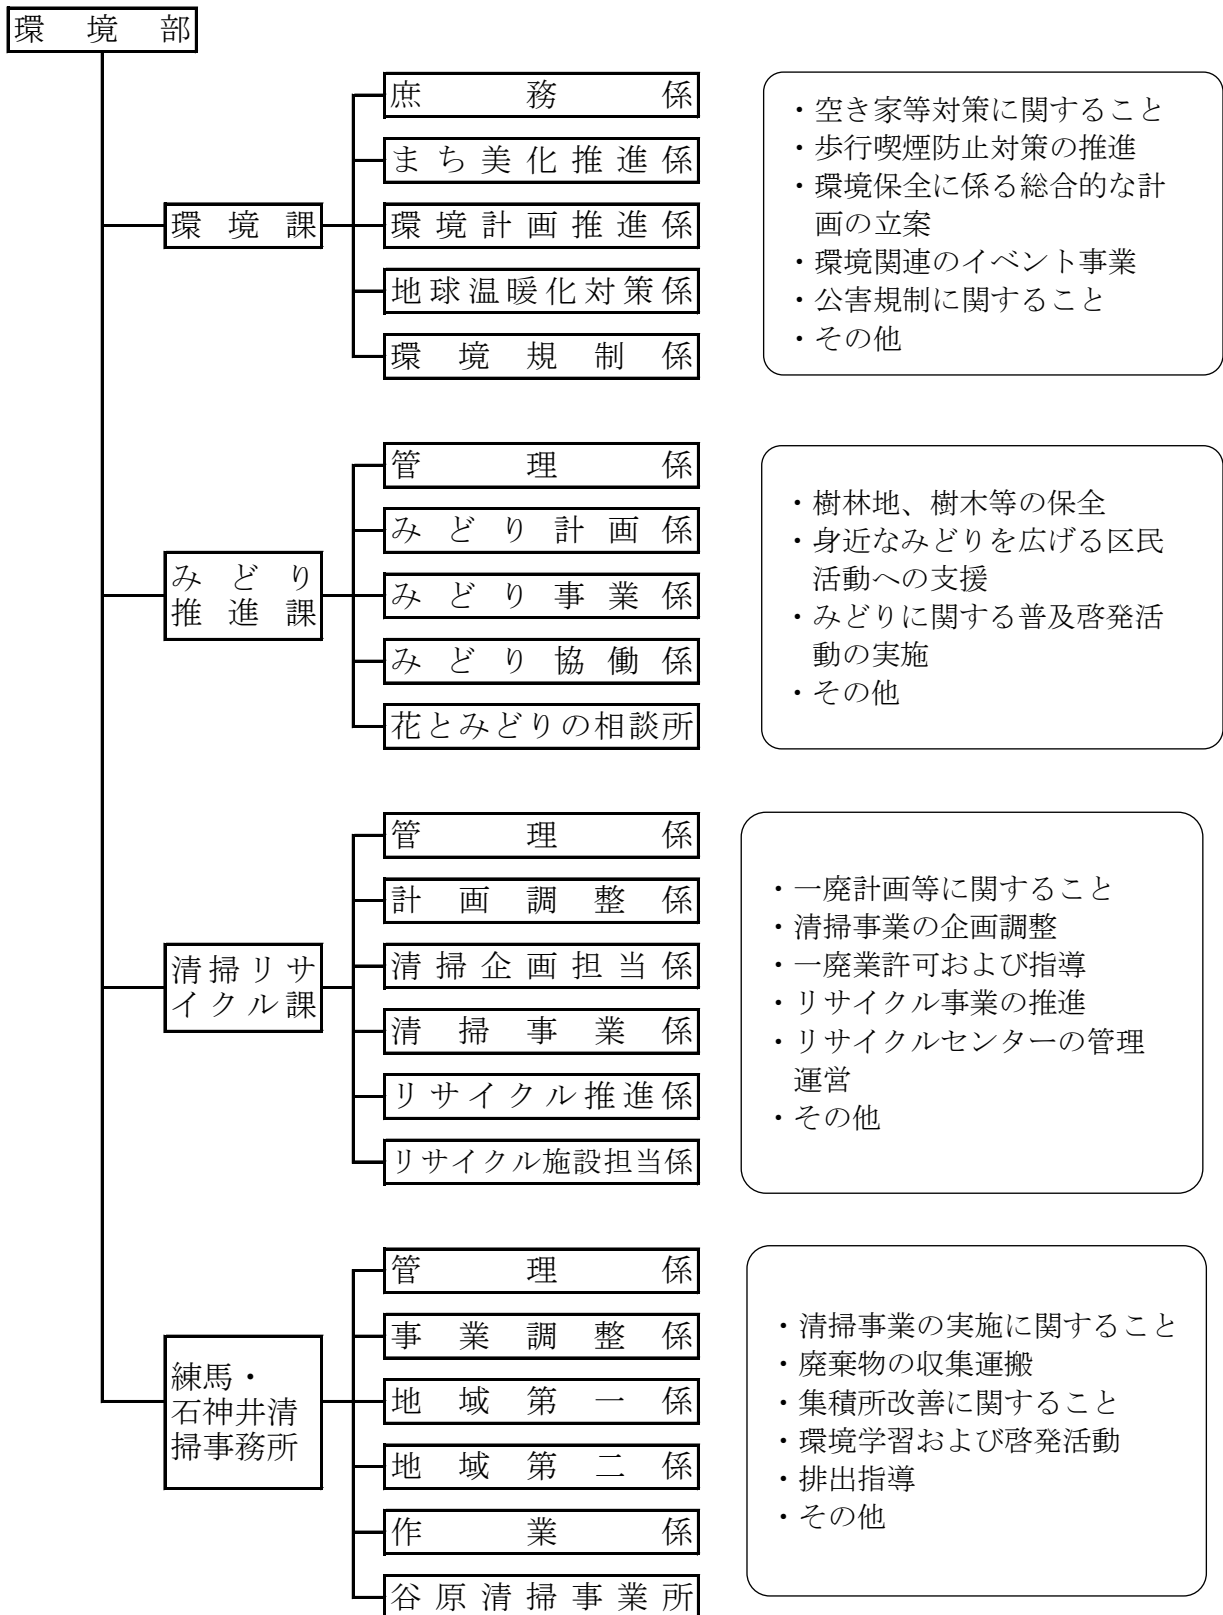 環境部
環境課
庶務係
まち美化推進係
環境計画推進係
地球温暖化対策係
環境規制係
・空き家等対策に関すること
・歩行喫煙防止対策の推進
・環境保全に係る総合的な計
画の立案
・環境関連のイベント事業
・公害規制に関すること
・その他
みどり
推進課
管理係
みどり計画係
みどり事業係
みどり協働係
花とみどりの相談所
・樹林地、樹木等の保全
・身近なみどりを広げる区民
活動への支援
・みどりに関する普及啓発活
動の実施
・その他
清掃リサ
イクル課
管理係
計画調整係
清掃企画担当係
清掃事業係
リサイクル推進係
リサイクル施設担当係
・一廃計画等に関すること
・清掃事業の企画調整
・一廃業許可および指導
・リサイクル事業の推進
・リサイクルセンターの管理
運営
・その他
練馬・
石神井清
掃事務所
管理係
事業調整係
地域第一係
地域第二係
作業係
谷原清掃事業所
・清掃事業の実施に関すること
・廃棄物の収集運搬
・集積所改善に関すること
・環境学習および啓発活動
・排出指導
・その他